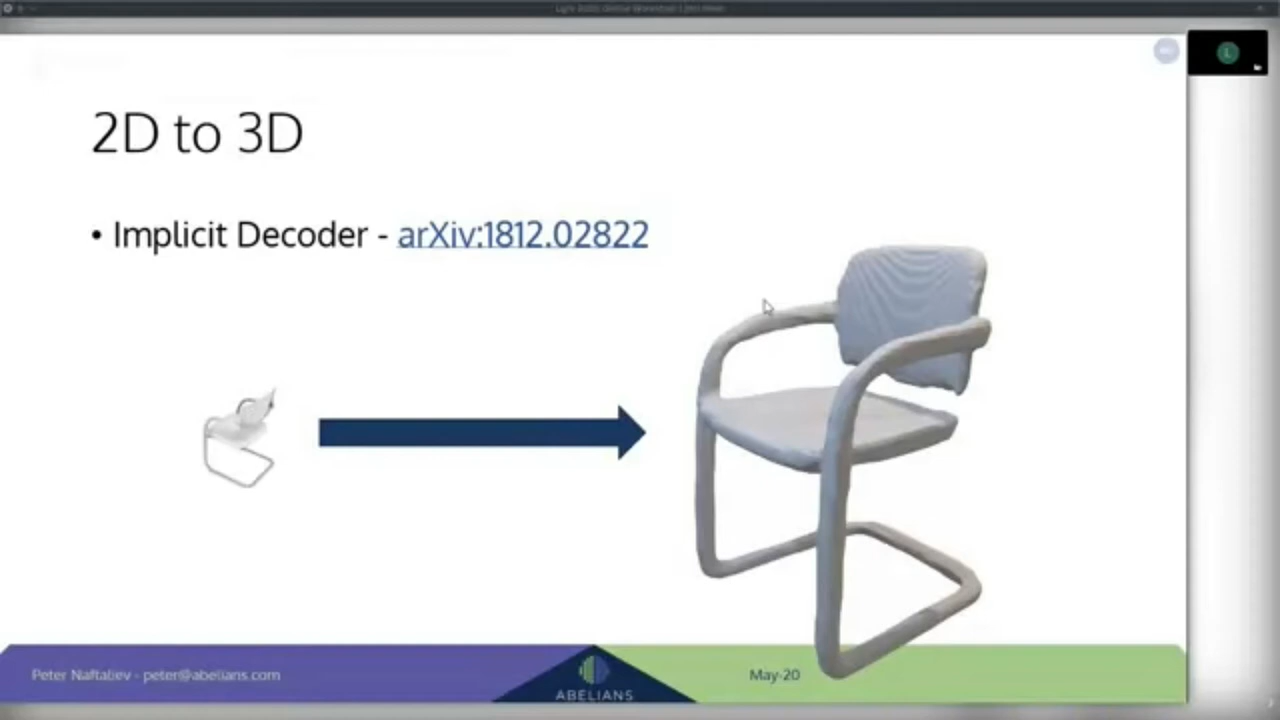 2D to 3D
• Implicit Decoder - arXiv:1812.02822
L
Peter Naftaliev - peter@abelians.com
ABELIANS
May-20